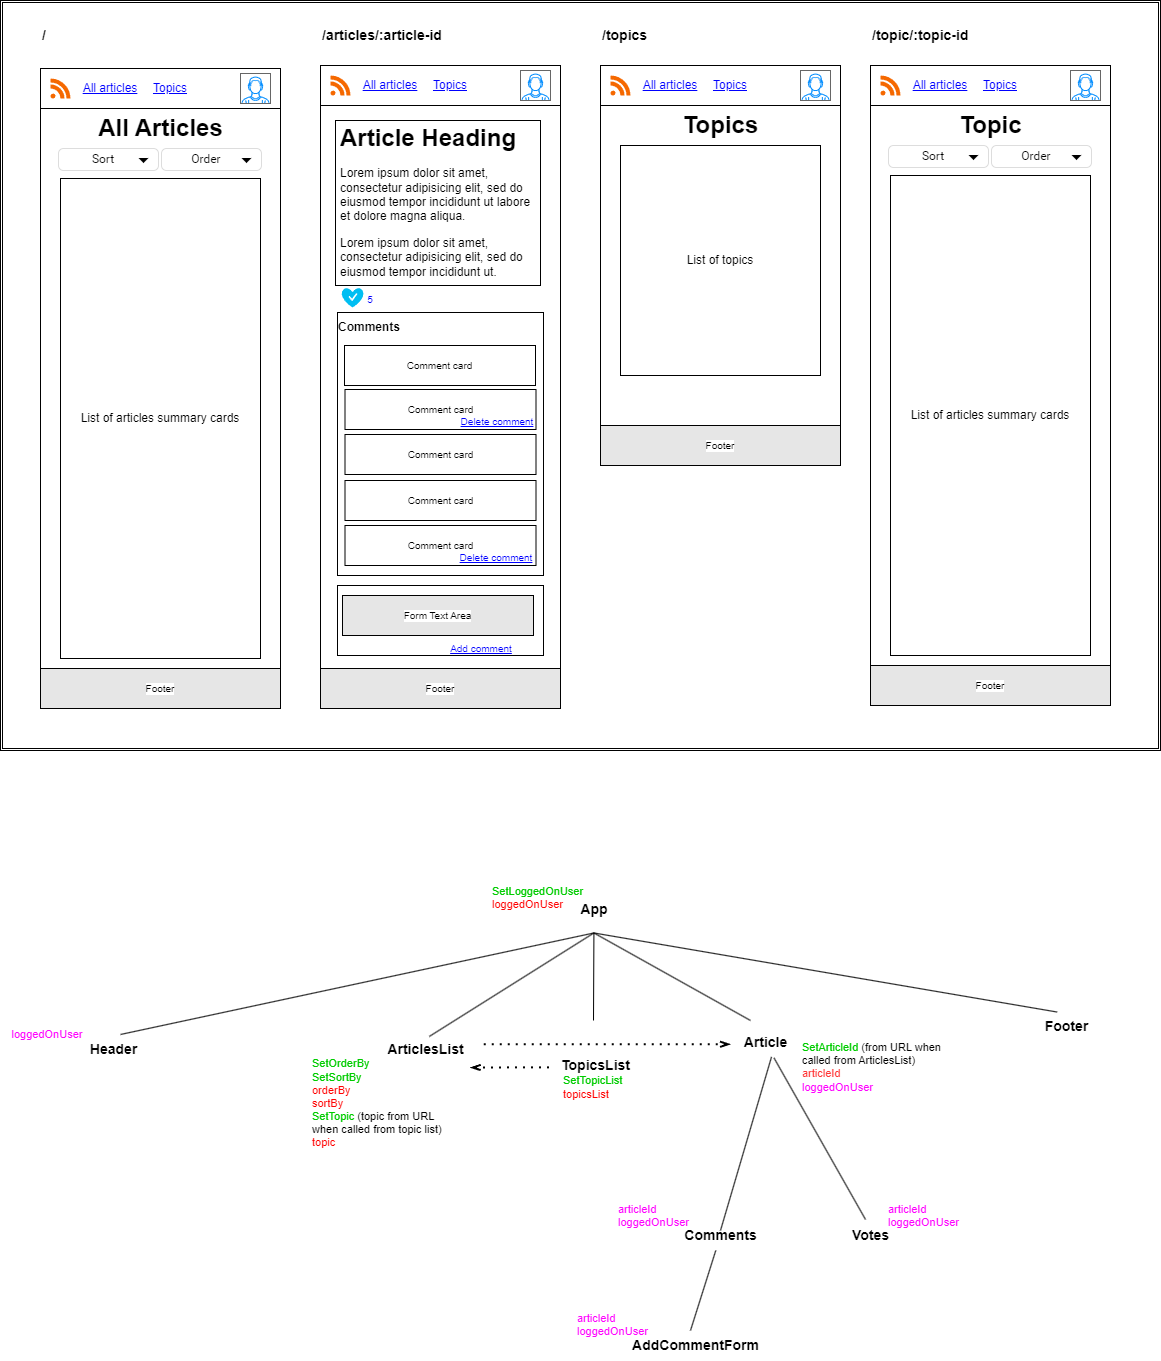 /
All articles
Topics
All Articles
Sort
Order
List of articles summary cards
Footer
/articles/:article-id
All articles
Topics
Article Heading
Lorem ipsum dolor sit amet,
consectetur adipisicing elit, sed do
eiusmod tempor incididunt ut labore
et dolore magna aliqua.
Lorem ipsum dolor sit amet,
consectetur adipisicing elit, sed do
eiusmod tempor incididunt ut.
5
Comments
Comment card
Comment card
Delete comment
Comment card
Comment card
Comment card
Delete comment
Form Text Area
Add comment
Footer
/topics
All articles
Topics
Topics
List of topics
Footer
/topic/:topic-id
All articles
Topics
Topic
Sort
Order
List of articles summary cards
Footer
SetLoggedOnUser
loggedOnUser
App
loggedOnUser
Header
ArticlesList
SetOrderBy
SetSortBy
orderBy
sortBy
SetTopic (topic from URL
when called from topic list)
topic
TopicsList
SetTopicList
topicsList
Article
SetArticleId (from URL when
called from ArticlesList)
articleId
loggedOnUser
Footer
articleId
loggedOnUser
Comments
articleId
loggedOnUser
Votes
articleId
loggedOnUser
AddCommentForm